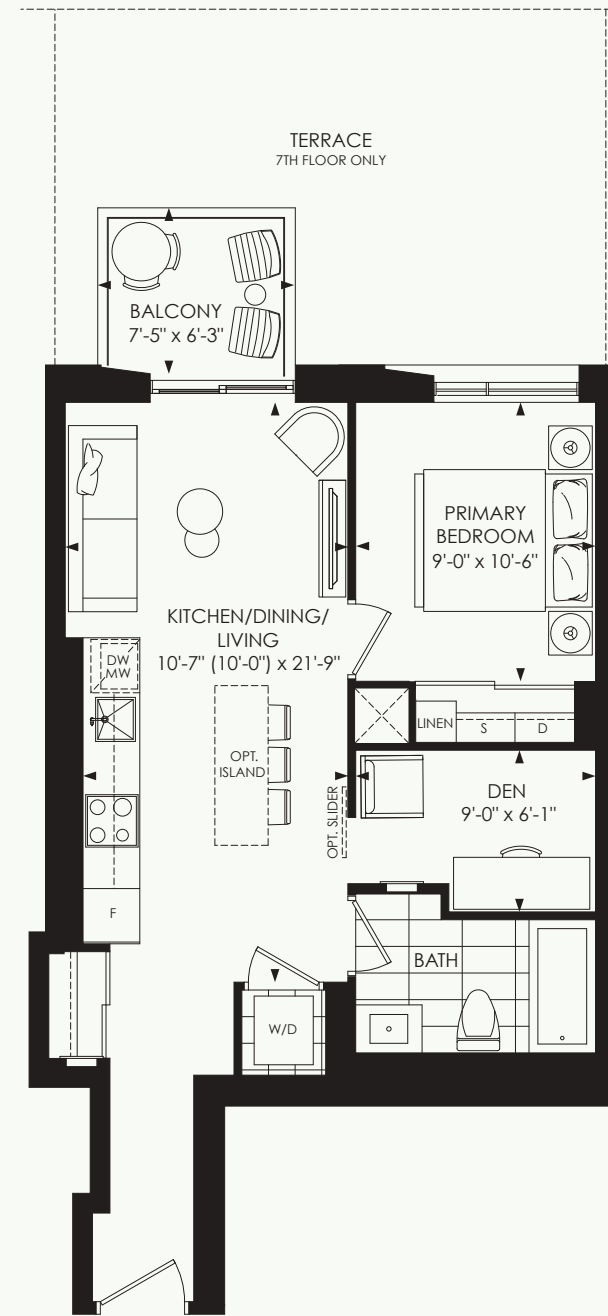 TERRACE
7TH FLOOR ONLY
BALCONY
7'-5" x 6'-3"
PRIMARY
BEDROOM
9'-0" x 10'-6"
KITCHEN/DINING/
LIVING
10'-7" (10'-0") x 21'-9"
DW
MW
LINEN
S
D
OPT.
ISLAND
OPT. SLIDER
DEN
9'-0" x 6'-1"
F
BATH
W/D